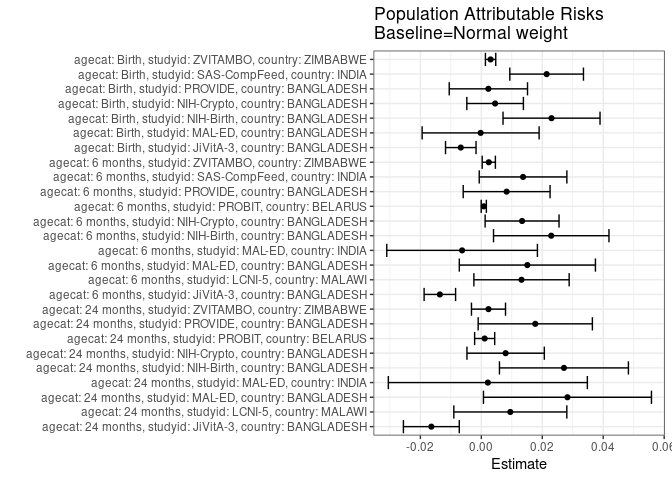 Population Attributable Risks
Baseline=Normal weight
agecat: Birth, studyid: ZVITAMBO, country: ZIMBABWE
agecat: Birth, studyid: SAS-CompFeed, country: INDIA
agecat: Birth, studyid: PROVIDE, country: BANGLADESH
agecat: Birth, studyid: NIH-Crypto, country: BANGLADESH
agecat: Birth, studyid: NIH-Birth, country: BANGLADESH
agecat: Birth, studyid: MAL-ED, country: BANGLADESH
agecat: Birth, studyid: JiVitA-3, country: BANGLADESH
agecat: 6 months, studyid: ZVITAMBO, country: ZIMBABWE
agecat: 6 months, studyid: SAS-CompFeed, country: INDIA
agecat: 6 months, studyid: PROVIDE, country: BANGLADESH
agecat: 6 months, studyid: PROBIT, country: BELARUS
agecat: 6 months, studyid: NIH-Crypto, country: BANGLADESH
agecat: 6 months, studyid: NIH-Birth, country: BANGLADESH
agecat: 6 months, studyid: MAL-ED, country: INDIA
agecat: 6 months, studyid: MAL-ED, country: BANGLADESH
agecat: 6 months, studyid: LCNI-5, country: MALAWI
agecat: 6 months, studyid: JiVitA-3, country: BANGLADESH
agecat: 24 months, studyid: ZVITAMBO, country: ZIMBABWE
agecat: 24 months, studyid: PROVIDE, country: BANGLADESH
agecat: 24 months, studyid: PROBIT, country: BELARUS
agecat: 24 months, studyid: NIH-Crypto, country: BANGLADESH
agecat: 24 months, studyid: NIH-Birth, country: BANGLADESH
agecat: 24 months, studyid: MAL-ED, country: INDIA
agecat: 24 months, studyid: MAL-ED, country: BANGLADESH
agecat: 24 months, studyid: LCNI-5, country: MALAWI
agecat: 24 months, studyid: JiVitA-3, country: BANGLADESH
-0.02 0.00 0.02 0.04 0.06
Estimate